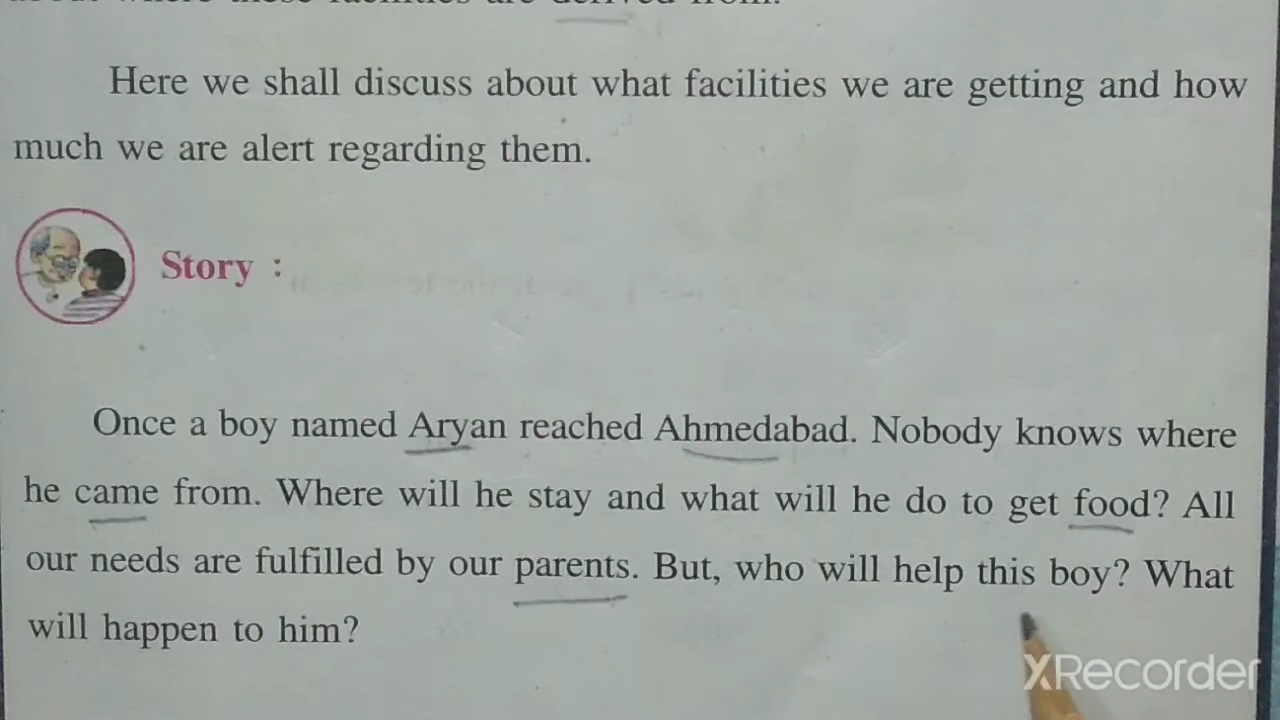 derived from.
Here we shall discuss about what facilities we are getting and how
much we are alert regarding them.
Story :
Once a boy named Aryan reached Ahmedabad. Nobody knows where
he came from. Where will he stay and what will he do to get food? All
our needs are fulfilled by our parents. But, who will help this boy? What
will happen to him?
XRecorder